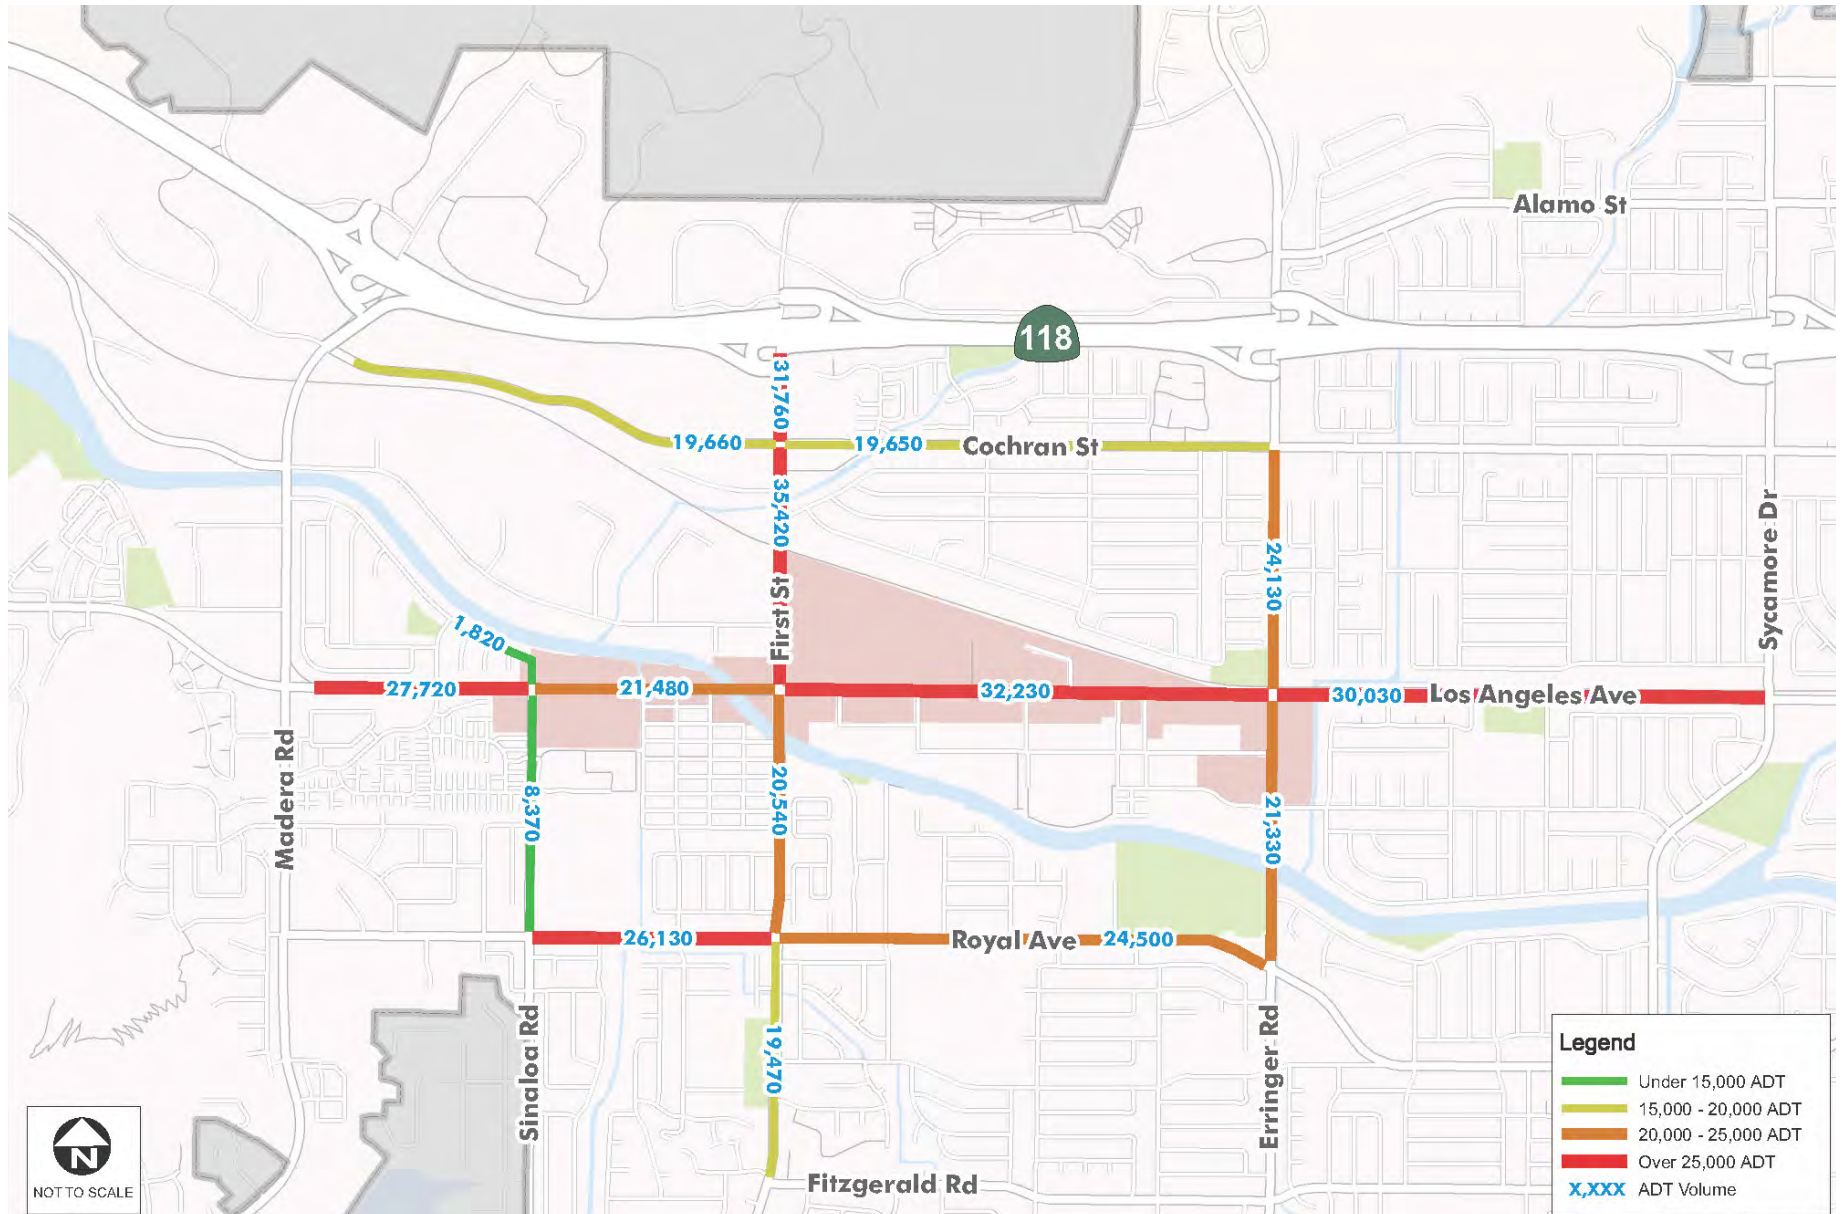 Alamo St
118
31,760
19,660
19,650
Cochran St
35,420
24,130
Sycamore Dr
First St
1,820
27,720
21,480
32,230
30,030
Los Angeles Ave
Madera Rd
8,370
20,540
21,330
26,130
Royal Ave
24,500
Sinaloa Rd
19,470
Erringer Rd
Fitzgerald Rd
N
NOT TO SCALE
Legend
Under 15,000 ADT
15,000 - 20,000 ADT
20,000 - 25,000 ADT
Over 25,000 ADT
X,XXX ADT Volume